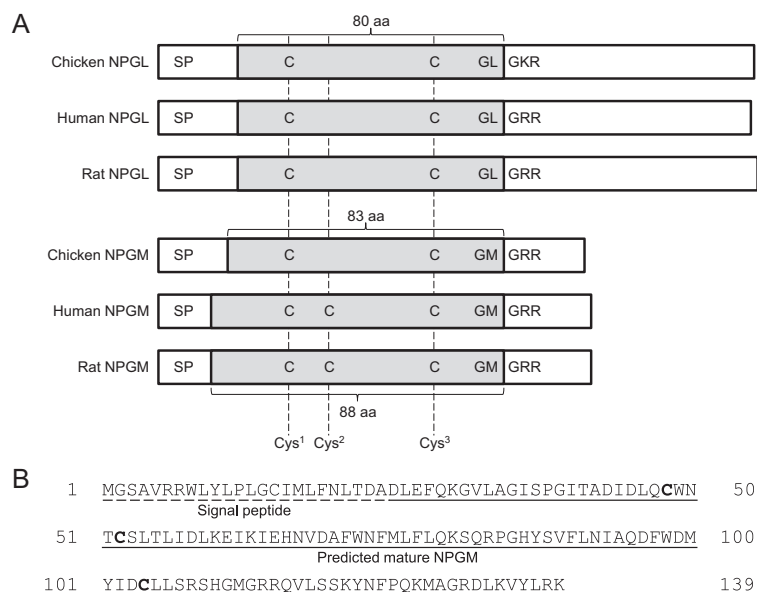 A
80 aa
Chicken NPGL SP C C GL GKR
Human NPGL SP C C GL GRR
Rat NPGL SP C C GL GRR
83 aa
Chicken NPGM SP C C GM GRR
Human NPGM SP C C C GM GRR
Rat NPGM SP C C C GM GRR
88 aa
Cys¹ Cys² Cys³
B
1 MGSAVRRWLYLPLGCIMLFNLTDADLEFQKGVLAGISPGITADIDLQCWN 50
Signal peptide
51 TCSLTLIDLKEIKIEHNVDAFWNFMLFLQKSQRPGHYSVFLNIAQDFWDM 100
Predicted mature NPGM
101 YIDCLLSRSHGMGRRQVLSSKYNFPQKMAGRDLKVYLRK 139